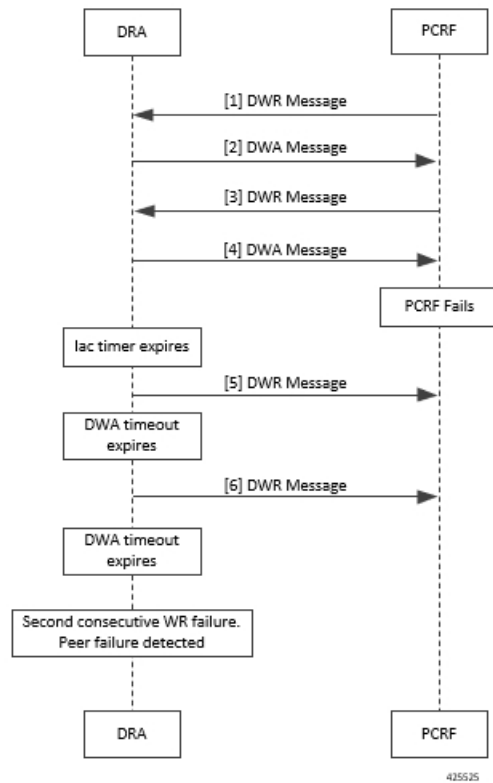 DRA
PCRF
[1] DWR Message
[2] DWA Message
[3] DWR Message
[4] DWA Message
PCRF Fails
Iac timer expires
[5] DWR Message
DWA timeout
expires
[6] DWR Message
DWA timeout
expires
Second consecutive WR failure.
Peer failure detected
DRA
PCRF
425525